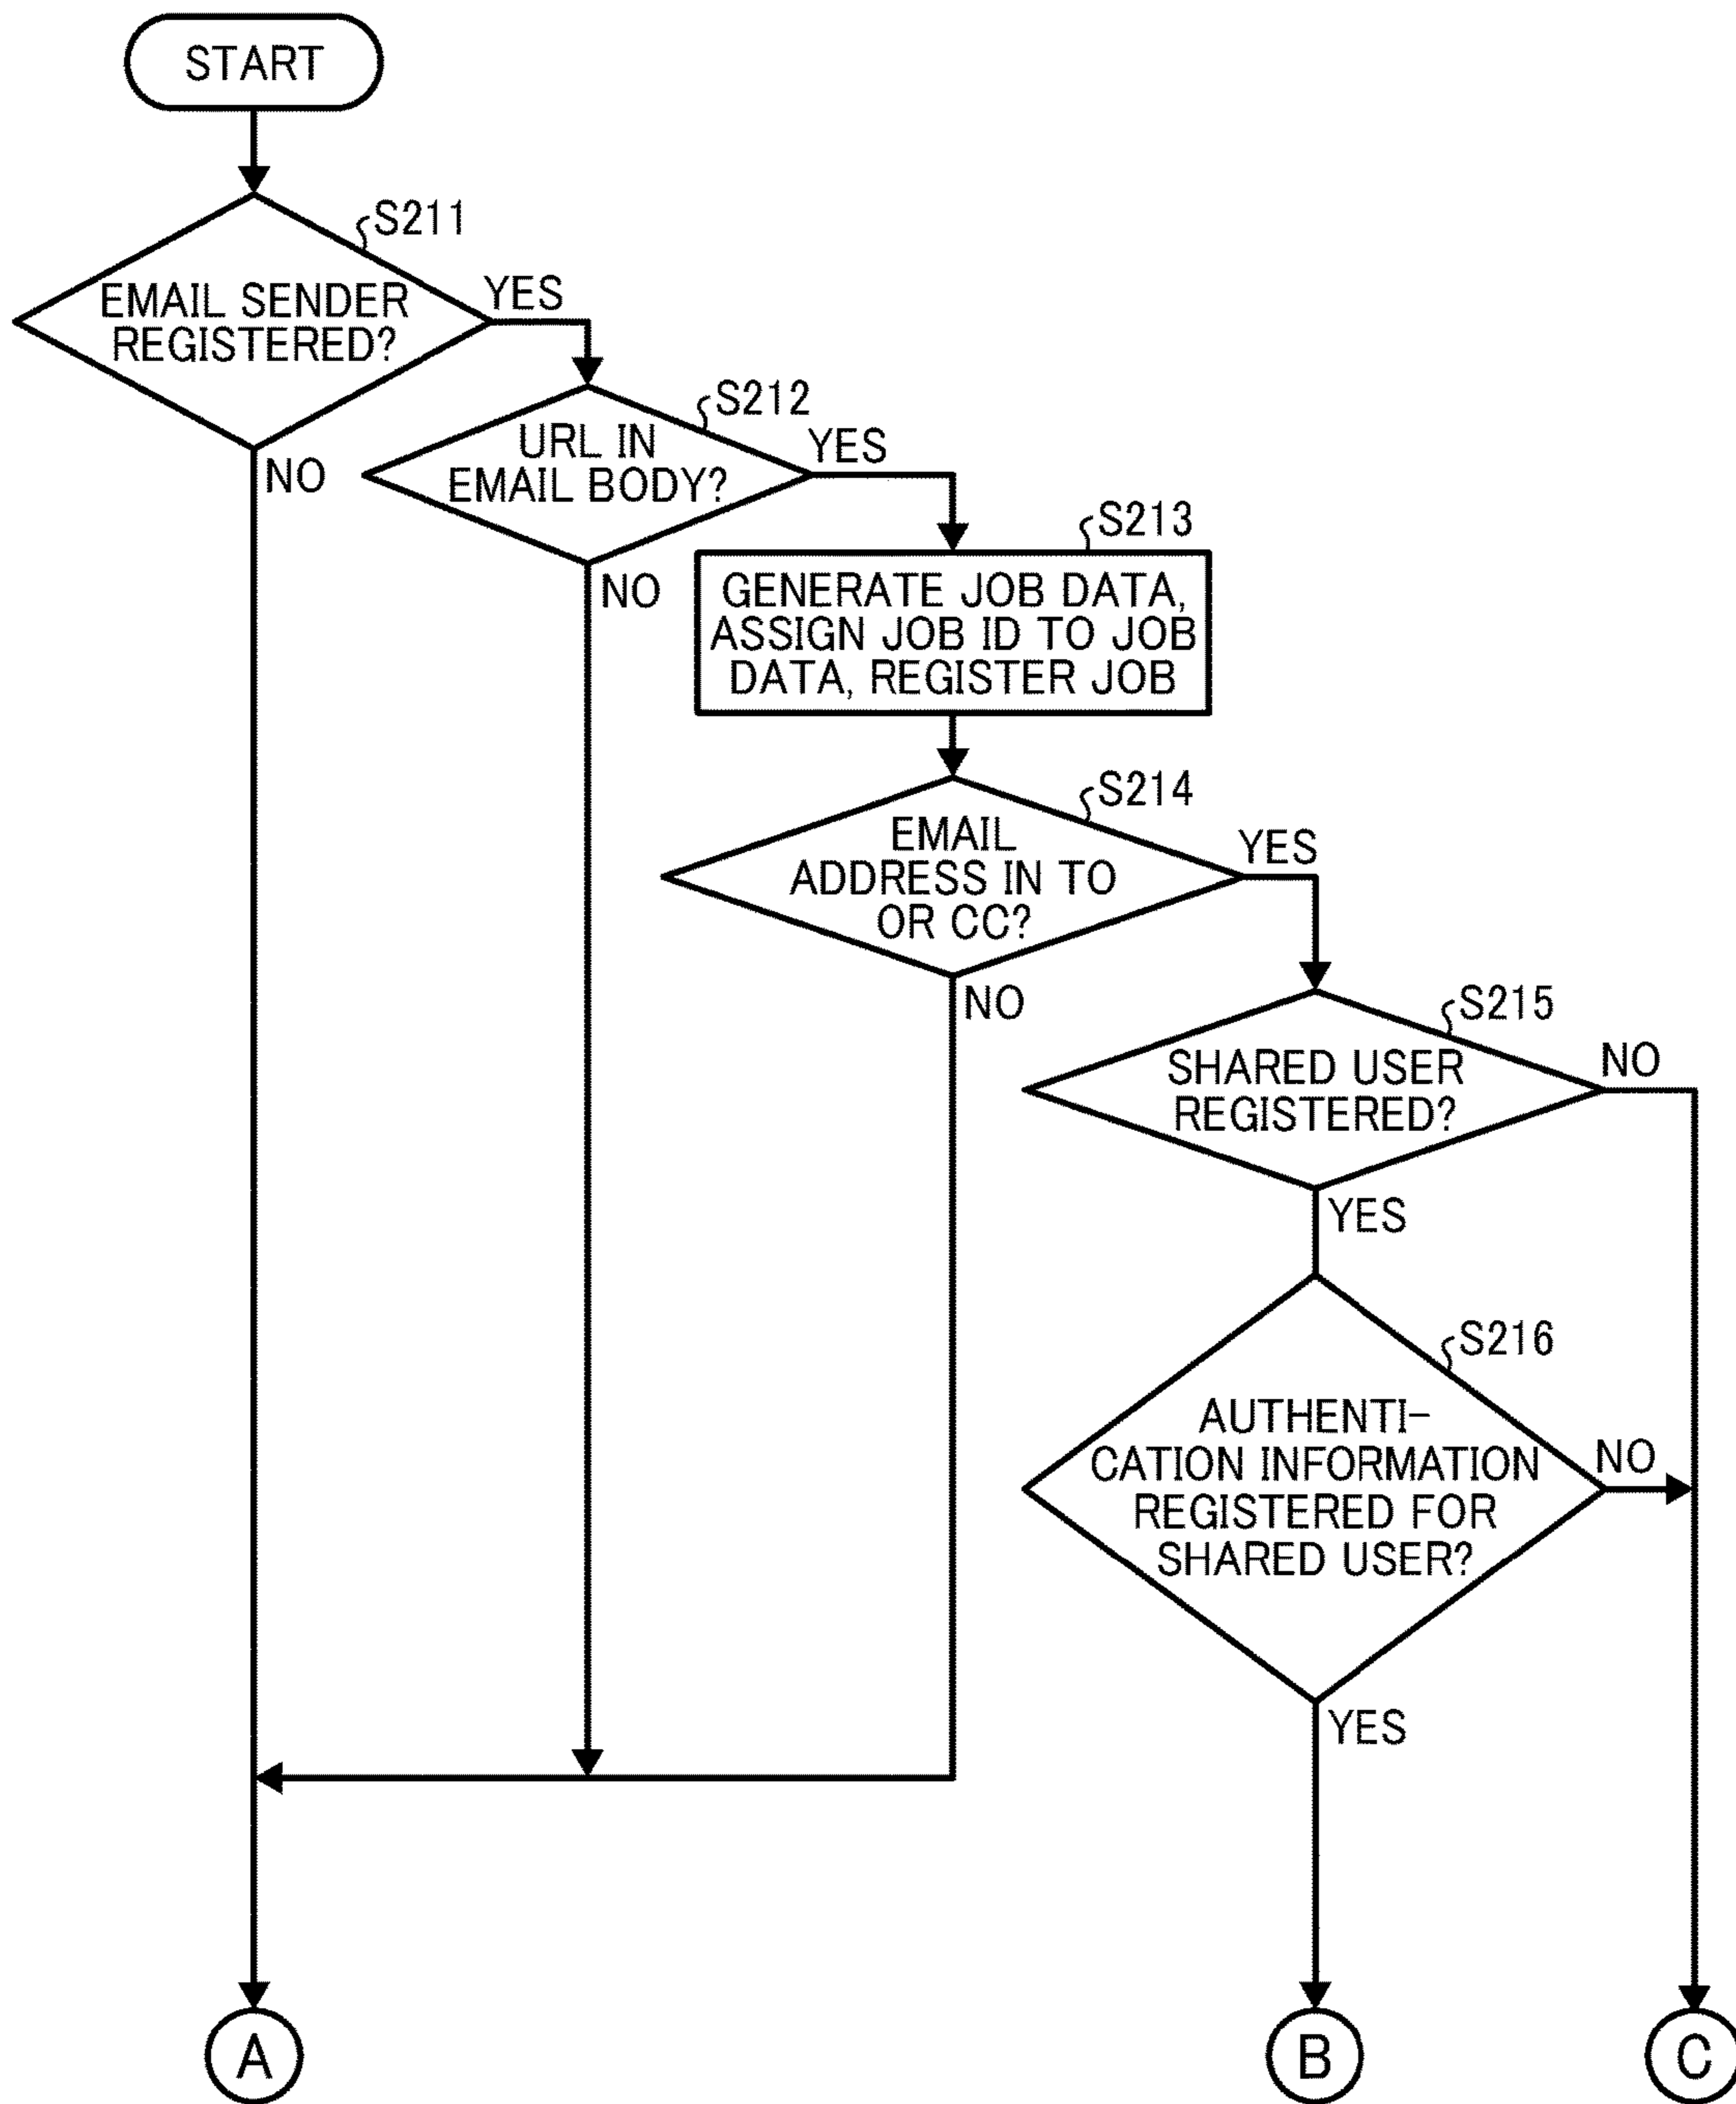 START
S211
EMAIL SENDER
REGISTERED?
YES
NO
S212
URL IN
EMAIL BODY?
YES
NO
S213
GENERATE JOB DATA,
ASSIGN JOB ID TO JOB
DATA, REGISTER JOB
S214
EMAIL
ADDRESS IN TO
OR CC?
YES
NO
S215
SHARED USER
REGISTERED?
NO
YES
S216
AUTHENTI-
CATION INFORMATION
REGISTERED FOR
SHARED USER?
NO
YES
A
B
C